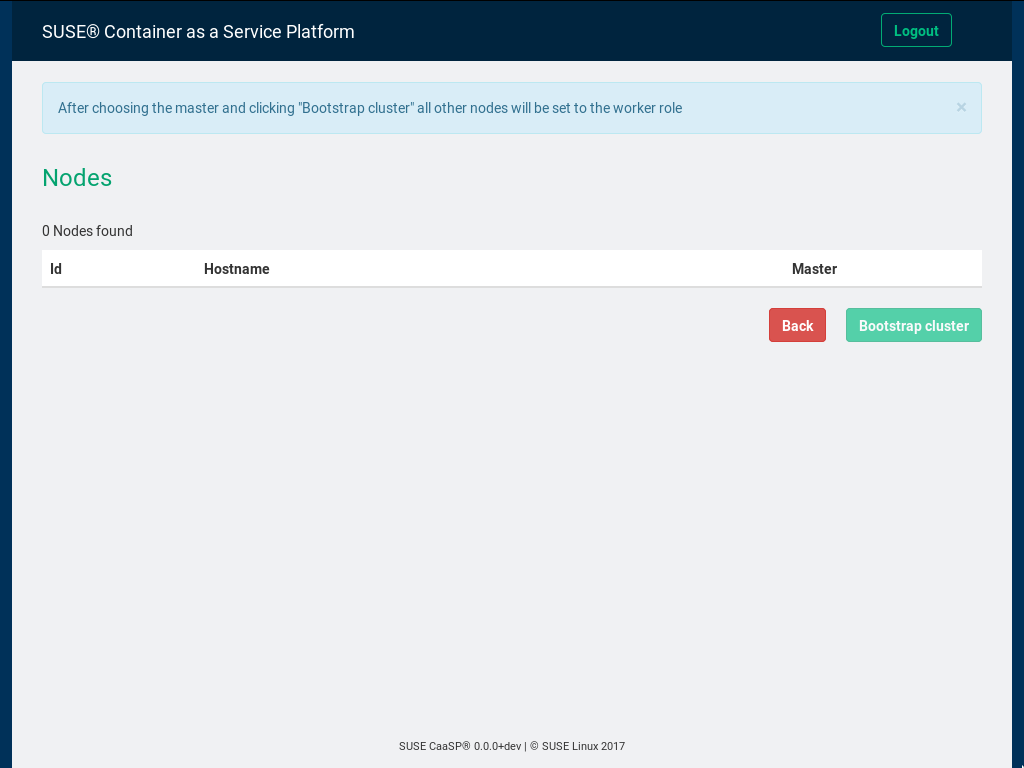 SUSE® Container as a Service Platform
Logout
After choosing the master and clicking "Bootstrap cluster" all other nodes will be set to the worker role
×
Nodes
0 Nodes found
Id Hostname Master
Back Bootstrap cluster
SUSE CaaSP® 0.0.0+dev | © SUSE Linux 2017